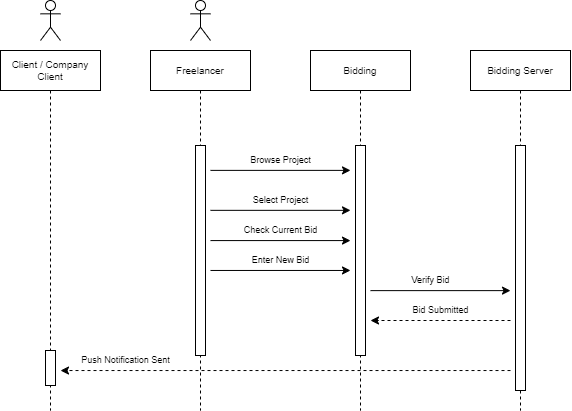 Client / Company
Client
Freelancer
Bidding
Bidding Server
Browse Project
Select Project
Check Current Bid
Enter New Bid
Verify Bid
Bid Submitted
Push Notification Sent